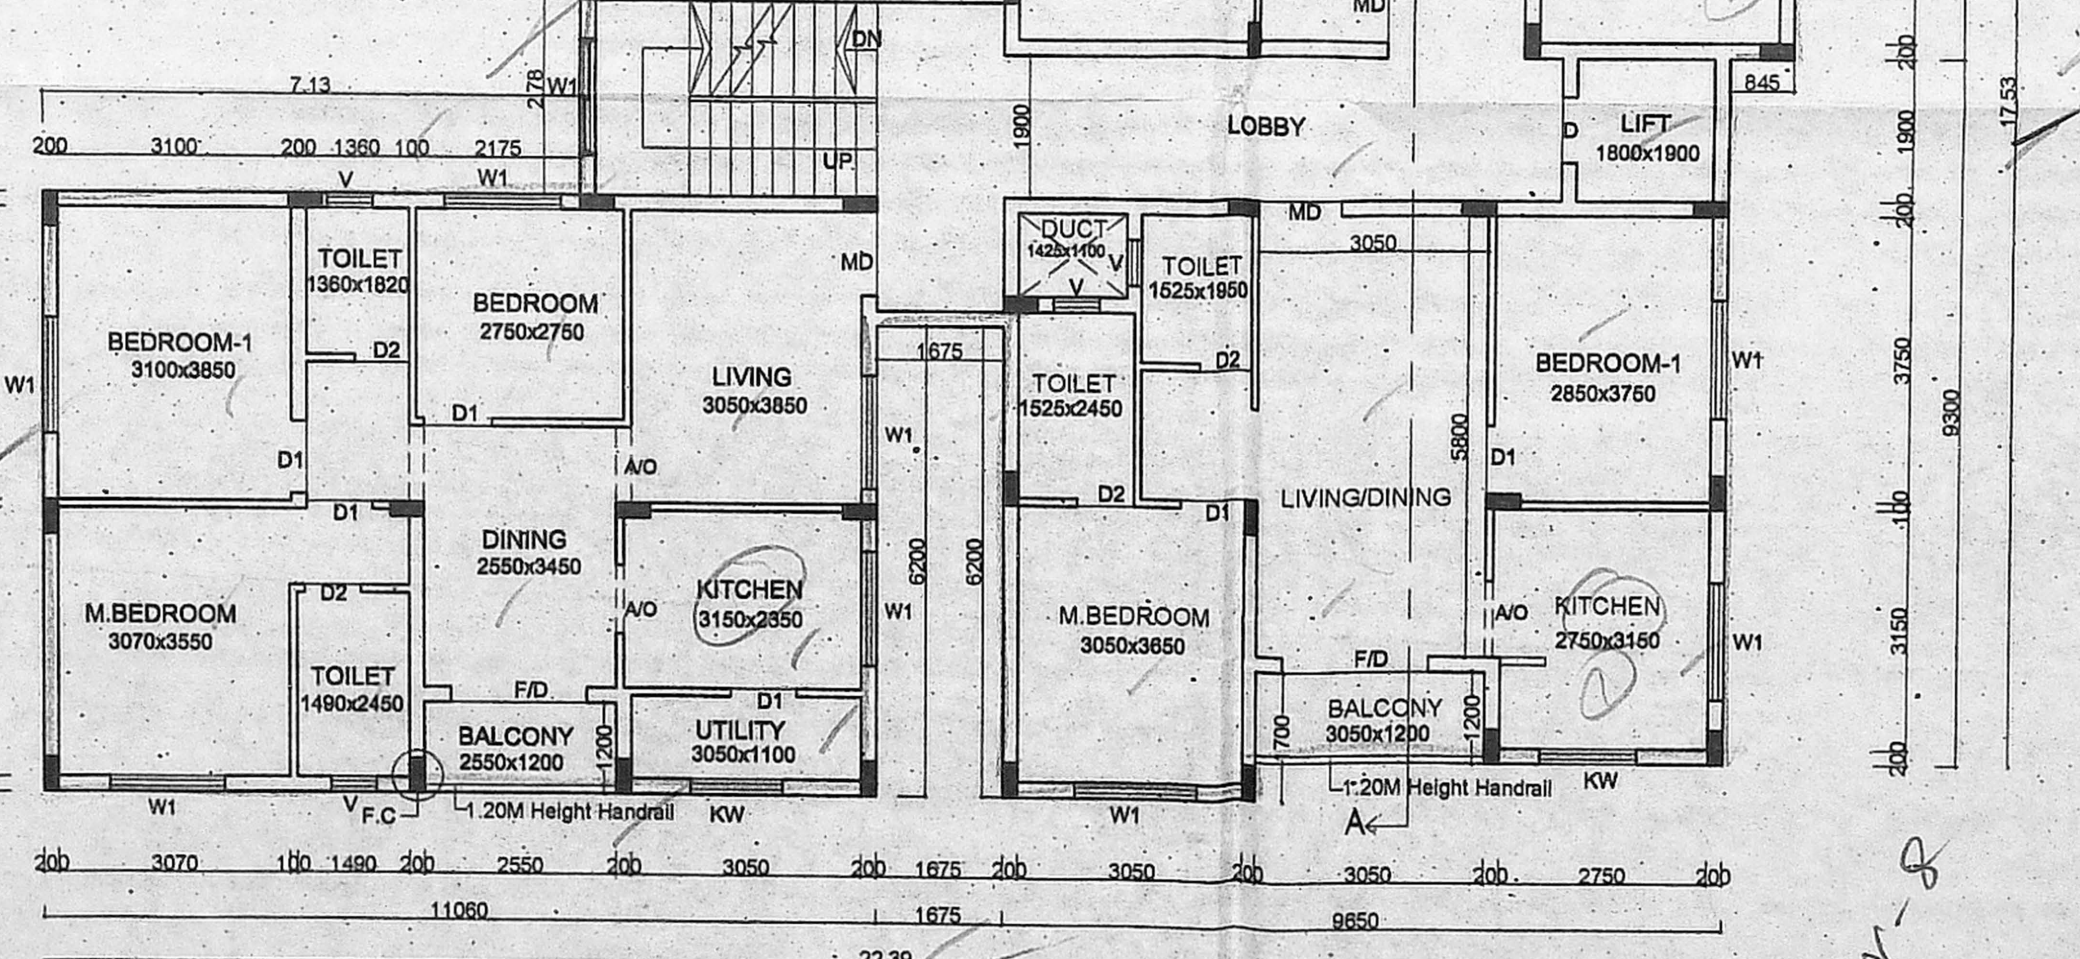 MD
DN
7.13
278
W1
845
200
17.53
1900
LOBBY
D
LIFT
1800x1900
1900
200
3100
200
1360
100
2175
UP
V
W1
200
MD
3050
DUCT
1425x1100
V
V
TOILET
1360x1820
MD
TOILET
1525x1950
BEDROOM
2750x2750
BEDROOM-1
3100x3850
D2
1675
D2
W1
LIVING
3050x3850
TOILET
1525x2450
BEDROOM-1
2850x3750
W1
3750
9300
D1
W1
5800
D1
A/O
D1
D2
LIVING/DINING
D1
D1
100
DINING
2550x3450
6200
6200
D2
M.BEDROOM
3070x3550
A/O
KITCHEN
3150x2350
W1
M.BEDROOM
3050x3650
A/O
KITCHEN
2750x3150
W1
3150
F/D
TOILET
1490x2450
F/D
D1
2
BALCONY
2550x1200
1200
UTILITY
3050x1100
700
BALCONY
3050x1200
1200
200
W1
V
F.C
1.20M Height Handrail
KW
W1
1.20M Height Handrail
KW
A
200 3070 100 1490 200 2550 200 3050 200 1675 200 3050 200 3050 200 2750 200
11060 1675 9650
22.39
8